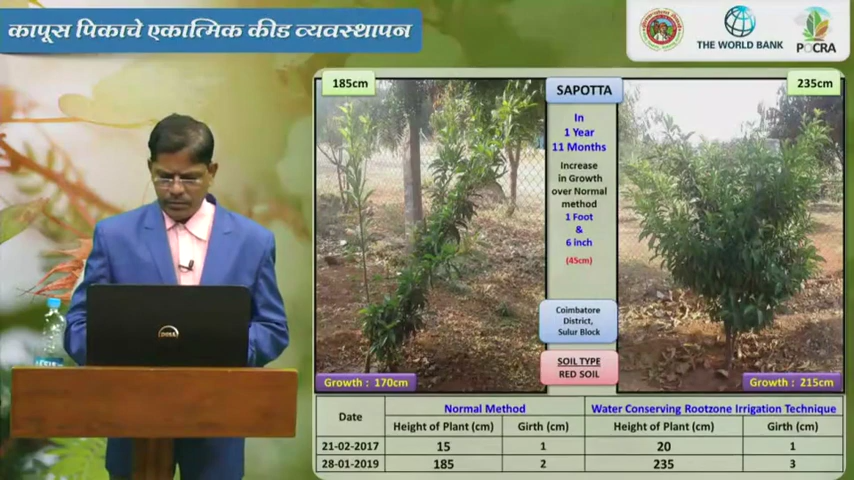 कापूस पिकाचे एकात्मिक कीड व्यवस्थापन
THE WORLD BANK
POCRA
185cm
SAPOTTA
235cm
In
1 Year
11 Months
Increase
in Growth
over Normal
method
1 Foot
&
6 inch
(45cm)
Coimbatore
District,
Sulur Block
SOIL TYPE
RED SOIL
Growth : 170cm
Growth : 215cm
Date
Normal Method
Water Conserving Rootzone Irrigation Technique
Height of Plant (cm)
Girth (cm)
Height of Plant (cm)
Girth (cm)
21-02-2017
15
1
20
1
28-01-2019
185
2
235
3
DELL